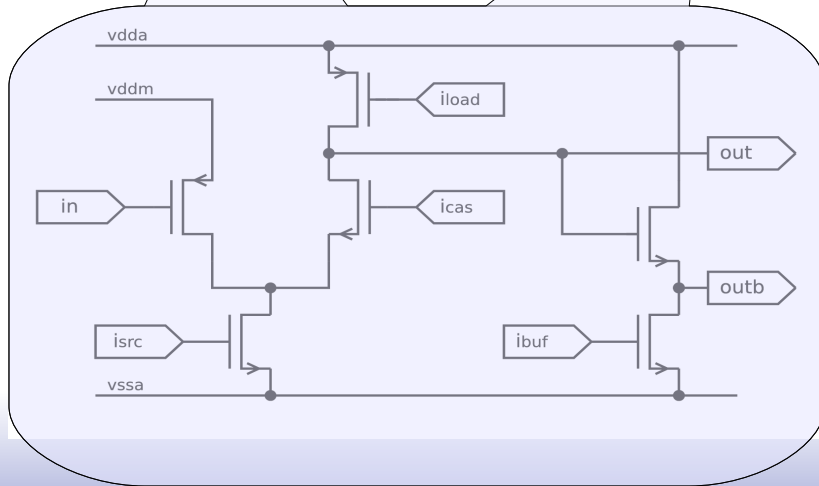 vdda
vddm
iload
out
in
icas
outb
isrc
ibuf
vssa